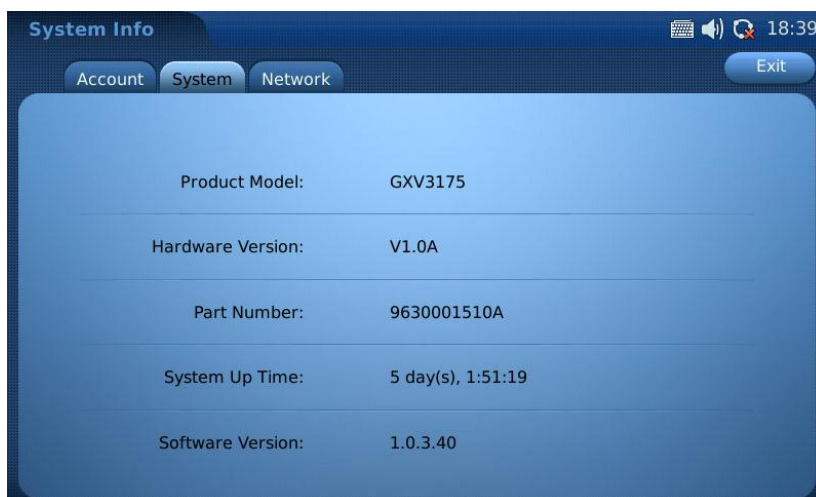 System Info
18:39
Account System Network
Exit
Product Model: GXV3175
Hardware Version: V1.0A
Part Number: 9630001510A
System Up Time: 5 day(s), 1:51:19
Software Version: 1.0.3.40